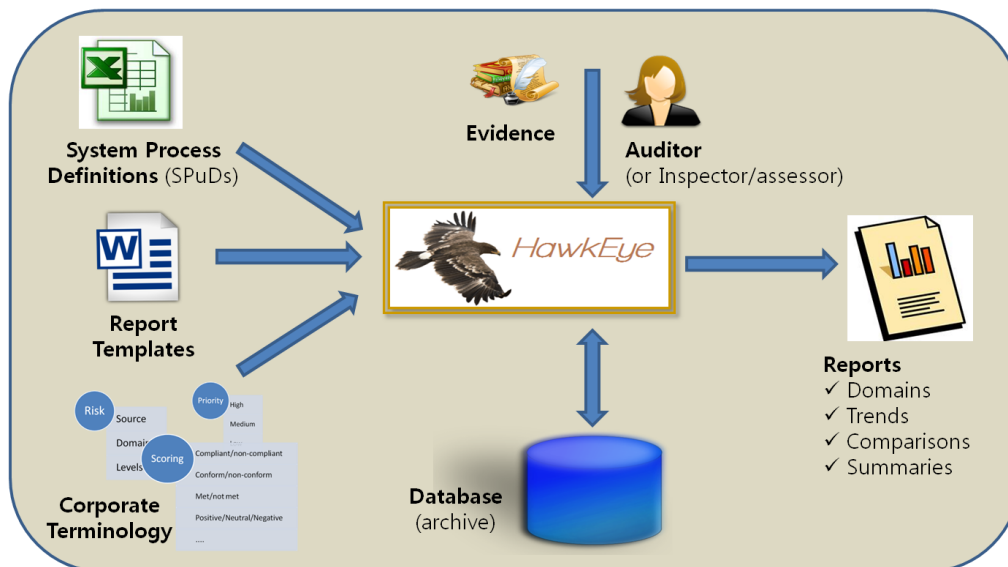 System Process
Definitions (SPuDs)
Evidence
Auditor
(or Inspector/assessor)
HawkEye
Report
Templates
Reports
✓ Domains
✓ Trends
✓ Comparisons
✓ Summaries
Risk
Source
Levels
Priority
High
Medium
Scoring
Compliant/non-compliant
Conform/non-conform
Met/not met
Positive/Neutral/Negative
....
Corporate
Terminology
Database
(archive)
X
W